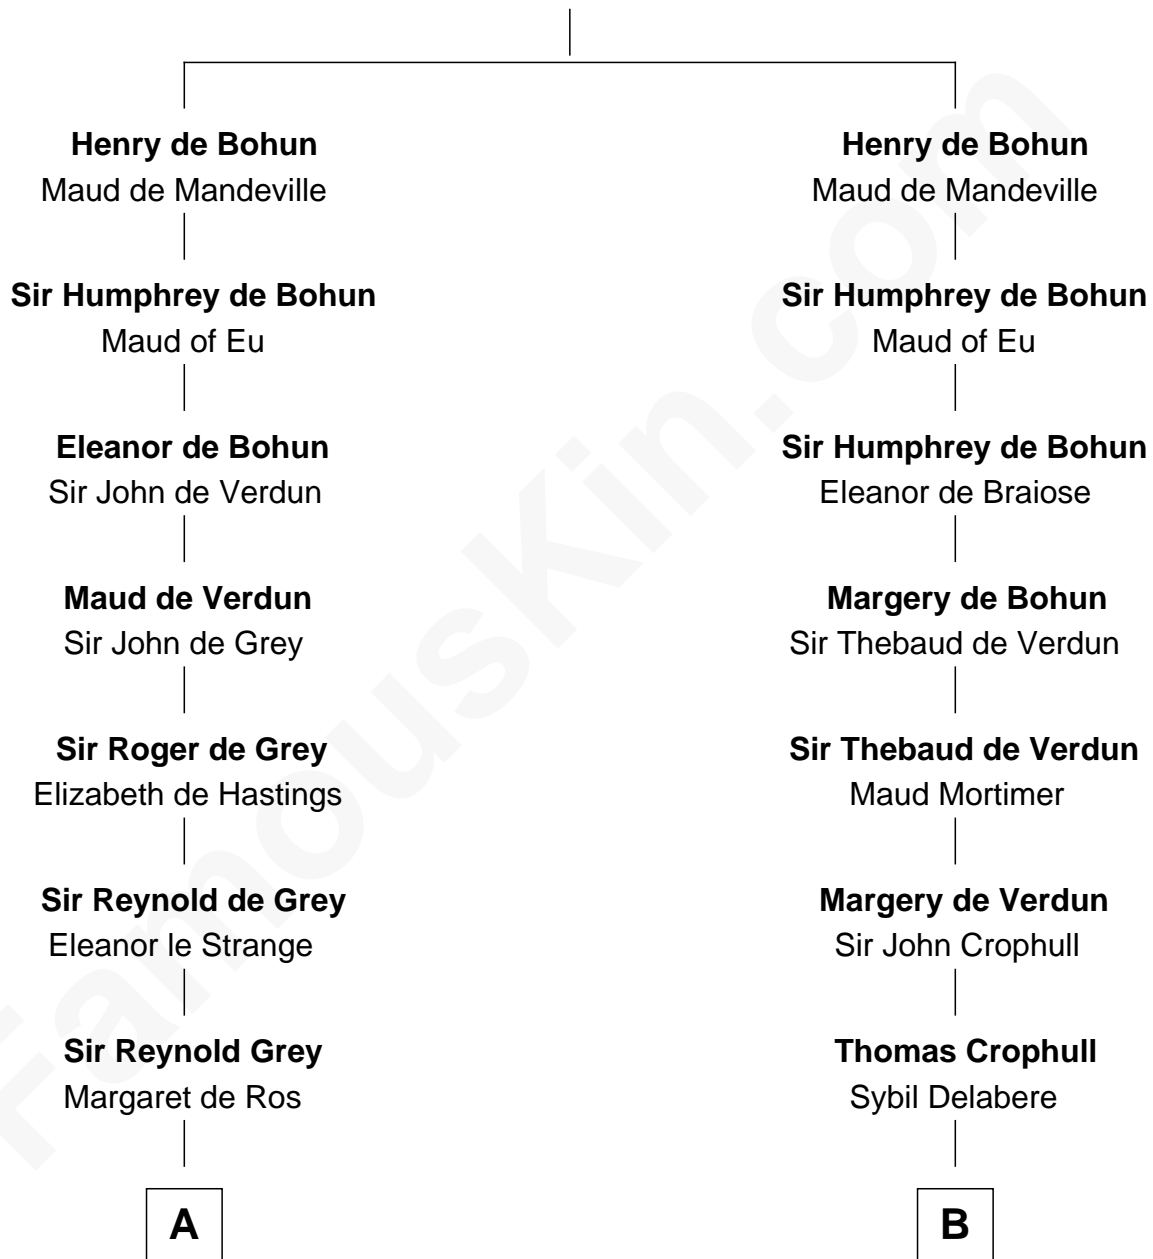 Henry de Bohun
Maud de Mandeville
Sir Humphrey de Bohun
Maud of Eu
Eleanor de Bohun
Sir John de Verdun
Maud de Verdun
Sir John de Grey
Sir Roger de Grey
Elizabeth de Hastings
Sir Reynold de Grey
Eleanor le Strange
Sir Reynold Grey
Margaret de Ros
A
Henry de Bohun
Maud de Mandeville
Sir Humphrey de Bohun
Maud of Eu
Sir Humphrey de Bohun
Eleanor de Braiose
Margery de Bohun
Sir Thebaud de Verdun
Sir Thebaud de Verdun
Maud Mortimer
Margery de Verdun
Sir John Crophull
Thomas Crophull
Sybil Delabere
B
FamousKin.com